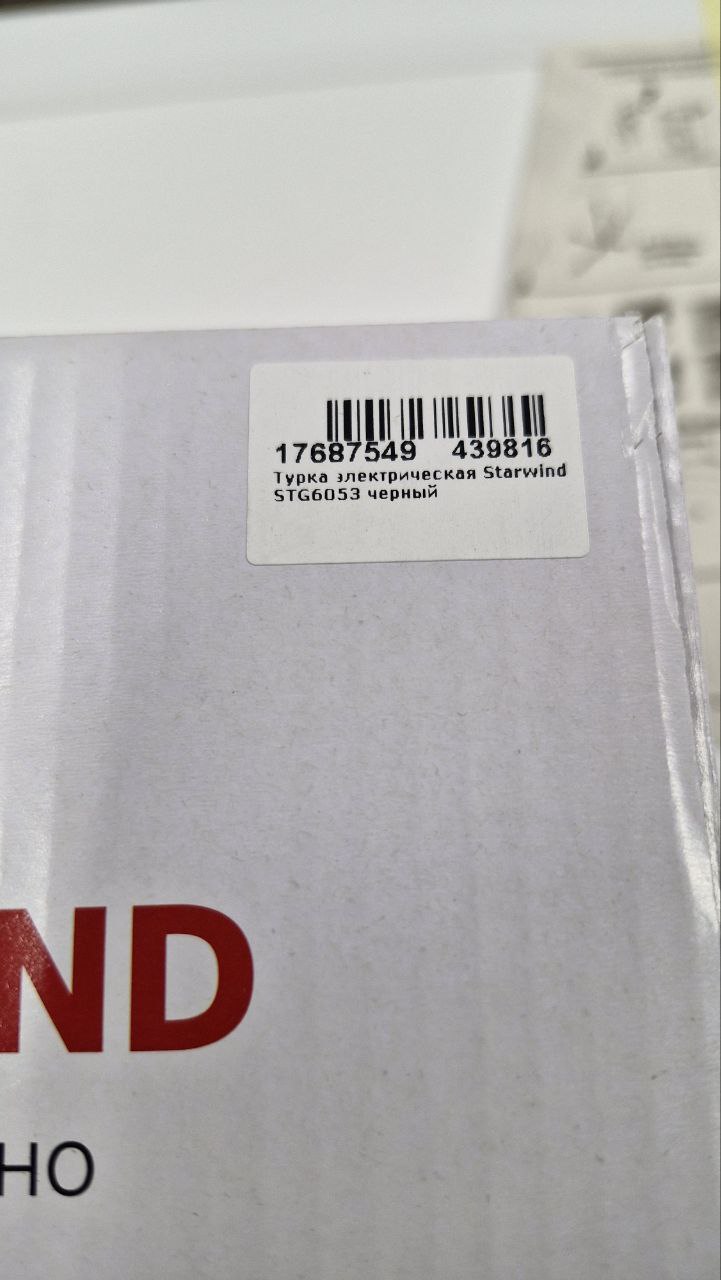 17687549 439816
Турка электрическая Starwind
STG6053 черный
ND
НО